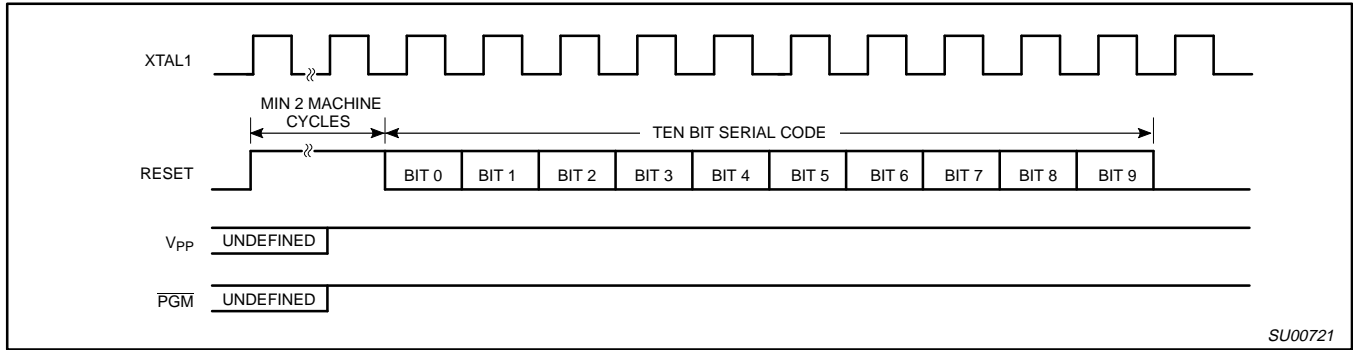 XTAL1
MIN 2 MACHINE
CYCLES
TEN BIT SERIAL CODE
RESET
BIT 0 BIT 1 BIT 2 BIT 3 BIT 4 BIT 5 BIT 6 BIT 7 BIT 8 BIT 9
VPP UNDEFINED
PGM UNDEFINED
SU00721